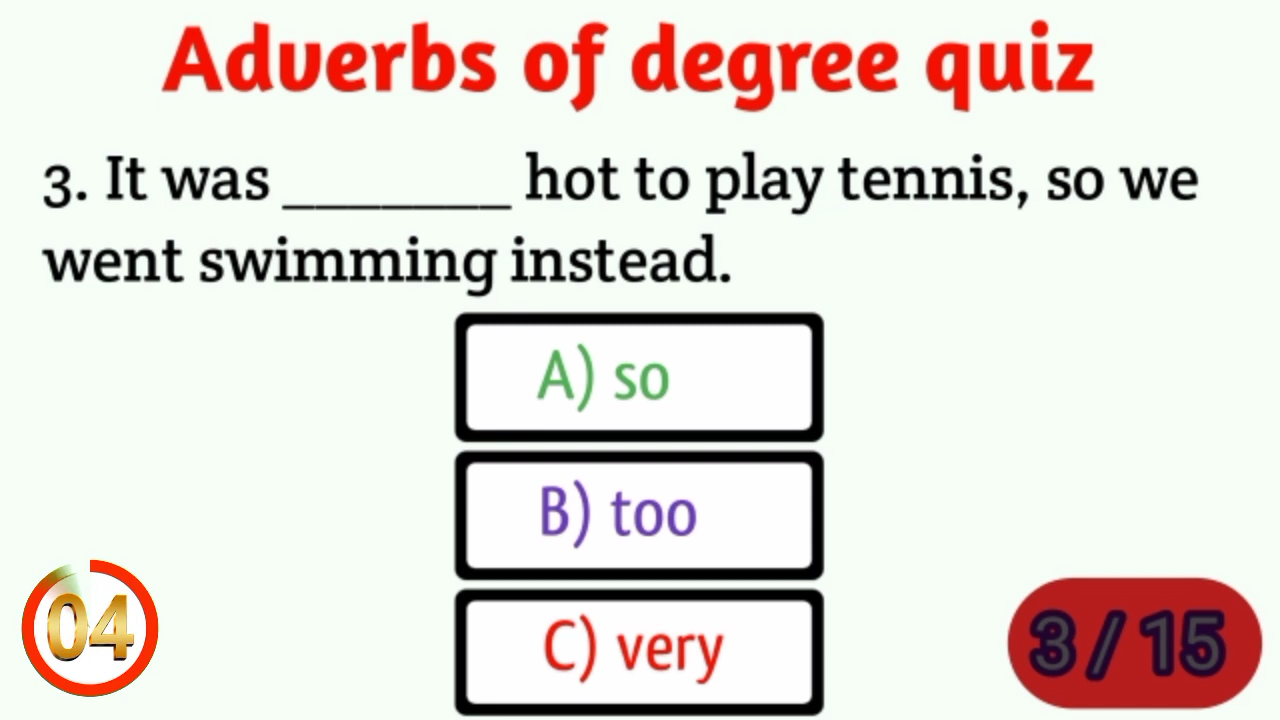 Adverbs of degree quiz
3. It was _______ hot to play tennis, so we
went swimming instead.
A) so
B) too
C) very
04
3 / 15